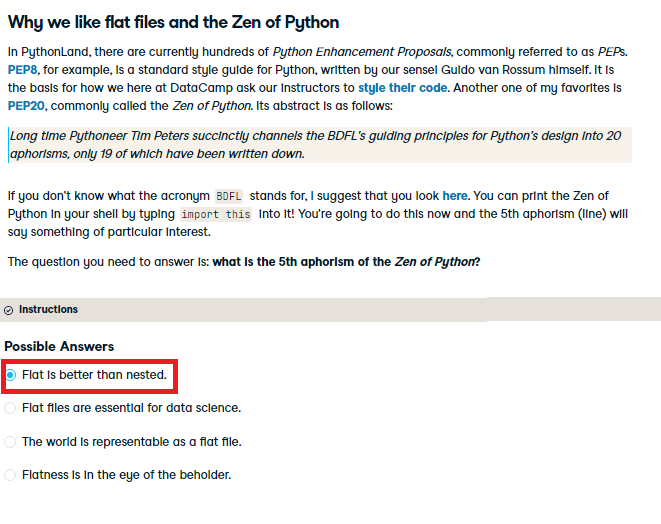 Why we like flat files and the Zen of Python
In PythonLand, there are currently hundreds of Python Enhancement Proposals, commonly referred to as PEPs.
PEP8, for example, is a standard style guide for Python, written by our sensei Guido van Rossum himself. It is
the basis for how we here at DataCamp ask our instructors to style their code. Another one of my favorites is
PEP20, commonly called the Zen of Python. Its abstract is as follows:
Long time Pythoneer Tim Peters succinctly channels the BDFL's guiding principles for Python's design into 20
aphorisms, only 19 of which have been written down.
If you don't know what the acronym BDFL stands for, I suggest that you look here. You can print the Zen of
Python in your shell by typing import this into it! You're going to do this now and the 5th aphorism (line) will
say something of particular interest.
The question you need to answer is: what is the 5th aphorism of the Zen of Python?
Instructions
Possible Answers
Flat is better than nested.
Flat files are essential for data science.
The world is representable as a flat file.
Flatness is in the eye of the beholder.